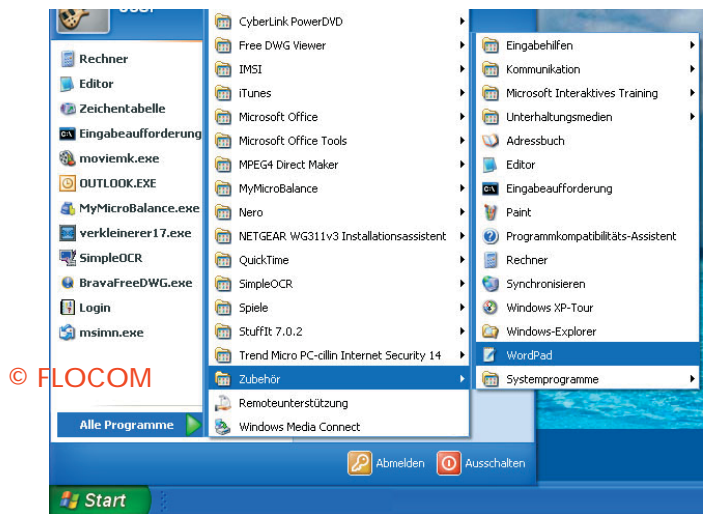 Rechner
Editor
Zeichentabelle
Eingabeaufforderung
moviemk.exe
OUTLOOK.EXE
MyMicroBalance.exe
verkleinerer17.exe
SimpleOCR
BravaFreeDWG.exe
Login
msimn.exe
Alle Programme
CyberLink PowerDVD
Free DWG Viewer
IMSI
iTunes
Microsoft Office
Microsoft Office Tools
MPEG4 Direct Maker
MyMicroBalance
Nero
NETGEAR WG311v3 Installationsassistent
QuickTime
SimpleOCR
Spiele
StuffIt 7.0.2
Trend Micro PC-cillin Internet Security 14
Zubehör
Remoteunterstützung
Windows Media Connect
Eingabehilfen
Kommunikation
Microsoft Interaktives Training
Unterhaltungsmedien
Adressbuch
Editor
Eingabeaufforderung
Paint
Programmkompatibilitäts-Assistent
Rechner
Synchronisieren
Windows XP-Tour
Windows-Explorer
WordPad
Systemprogramme
© FLOCOM
Abmelden
Ausschalten
Start